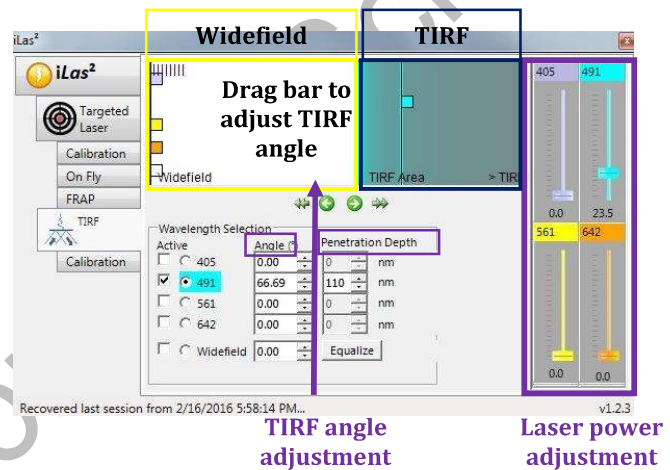 Widefield
TIRF
iLas²
iLas²
Targeted
Laser
Calibration
On Fly
FRAP
TIRF
Calibration
Drag bar to
adjust TIRF
angle
Widefield
TIRF Area
> TIR
Wavelength Selection
Active
Angle (°)
Penetration Depth
405 0.00 0 nm
491 66.69 110 nm
561 0.00 0 nm
642 0.00 0 nm
Widefield 0.00 Equalize
405 491
0.0 23.5
561 642
0.0 0.0
Recovered last session from 2/16/2016 5:58:14 PM...
v1.2.3
TIRF angle
adjustment
Laser power
adjustment